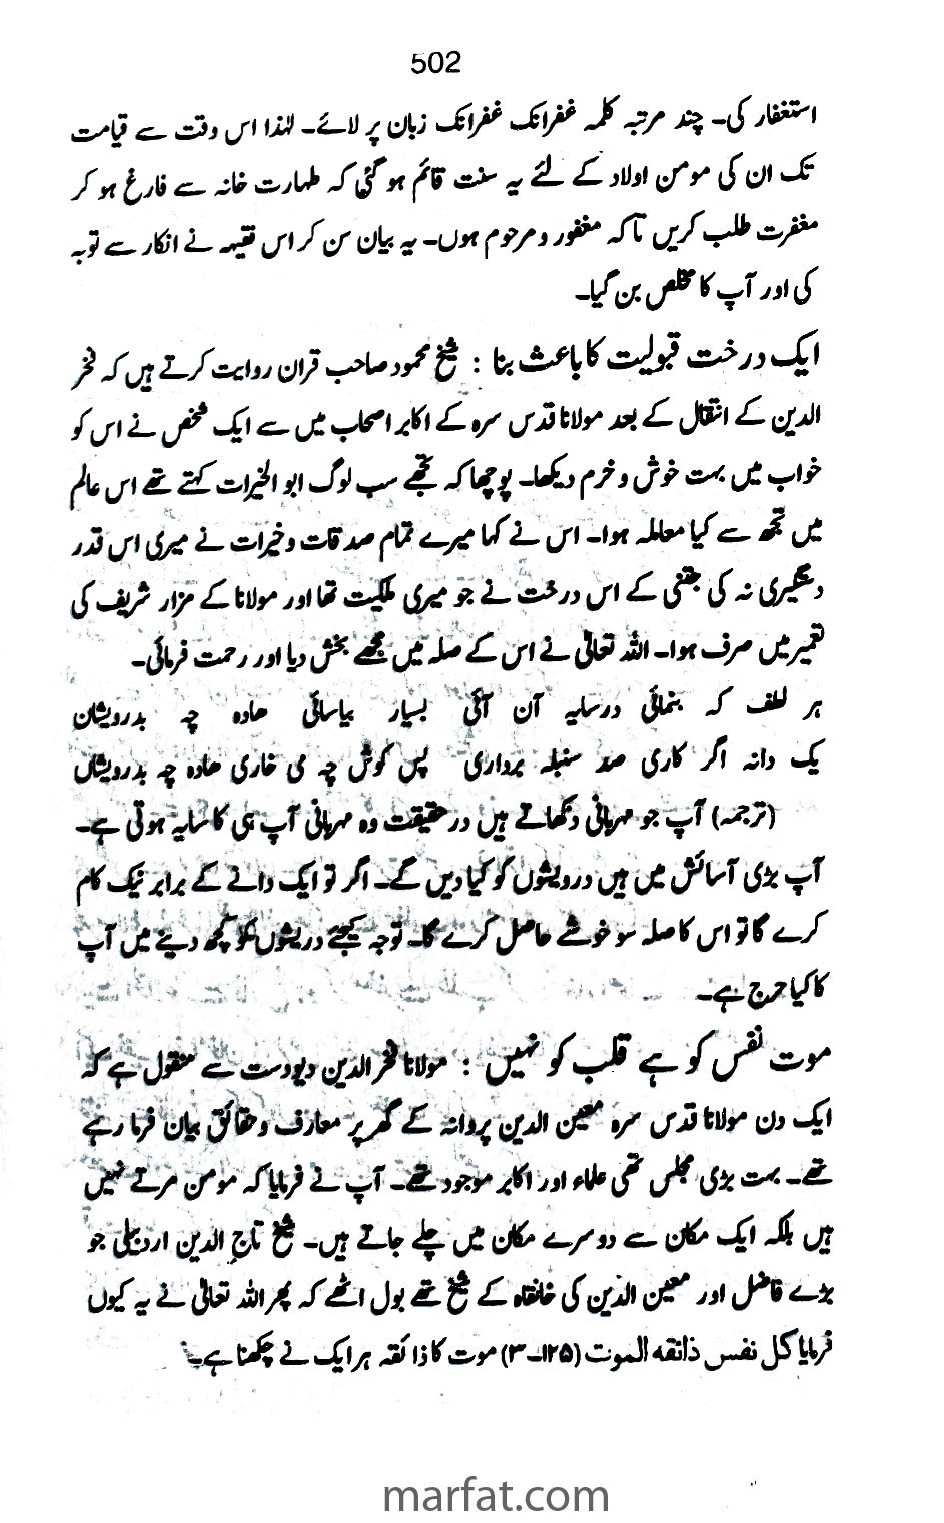 502
استغفار کی۔ چند مرتبہ کلمہ غفرانک غفرانک زبان پر لائے۔ لہٰذا اس وقت سے قیامت
تک ان کی مومن اولاد کے لئے یہ سنت قائم ہو گئی کہ طہارت خانہ سے فارغ ہو کر
مغفرت طلب کریں تاکہ مغفور و مرحوم ہوں۔ یہ بیان سن کر اس فقیہہ نے انکار سے توبہ
کی اور آپ کا مخلص بن گیا۔
ایک درخت قبولیت کا باعث بنا : شیخ محمود صاحب قران روایت کرتے ہیں کہ فخر
الدین کے انتقال کے بعد مولانا قدس سرہ کے اکابر اصحاب میں سے ایک شخص نے اس کو
خواب میں بہت خوش و خرم دیکھا۔ پوچھا کہ تجھے سب لوگ ابو الخیرات کہتے تھے اس عالم
میں تجھ سے کیا معاملہ ہوا۔ اس نے کہا میرے تمام صدقات و خیرات نے میری اس قدر
دستگیری نہ کی جتنی کے اس درخت نے جو میری ملکیت تھا اور مولانا کے مزار شریف کی
تعمیر میں صرف ہوا۔ اللہ تعالیٰ نے اس کے صلہ میں مجھے بخش دیا اور رحمت فرمائی۔
ہر لطف کہ بنمائی درسایہ آن آئی بسیار بیاسائی ھادہ چہ بدرویشان
یک دانہ اگر کاری صد سنبلہ برداری پس گوش چہ می خاری ھادہ چہ بدرویشاں
(ترجمہ) آپ جو مہربانی دکھاتے ہیں درحقیقت وہ مہربانی آپ ہی کا سایہ ہوتی ہے۔
آپ بڑی آسائش میں ہیں درویشوں کو کیا دیں گے۔ اگر تو ایک دانے کے برابر نیک کام
کرے گا تو اس کا صلہ سو خوشے حاصل کرے گا۔ توجہ کیجئے دریشوں کو کچھ دینے میں آپ
کا کیا حرج ہے۔
موت نفس کو ہے قلب کو نہیں : مولانا فخر الدین دیودست سے منقول ہے کہ
ایک دن مولانا قدس سرہ معین الدین پروانہ کے گھر پر معارف و حقائق بیان فرما رہے
تھے۔ بہت بڑی مجلس تھی علماء اور اکابر موجود تھے۔ آپ نے فرمایا کہ مومن مرتے نہیں
ہیں بلکہ ایک مکان سے دوسرے مکان میں چلے جاتے ہیں۔ شیخ تاج الدین اردبیلی جو
بڑے فاضل اور معین الدین کی خانقاہ کے شیخ تھے بول اٹھے کہ پھر اللہ تعالیٰ نے یہ کیوں
فرمایا کل نفس ذائقہ الموت (۱۲۵۔۳) موت کا ذائقہ ہر ایک نے چکھنا ہے۔
marfat.com